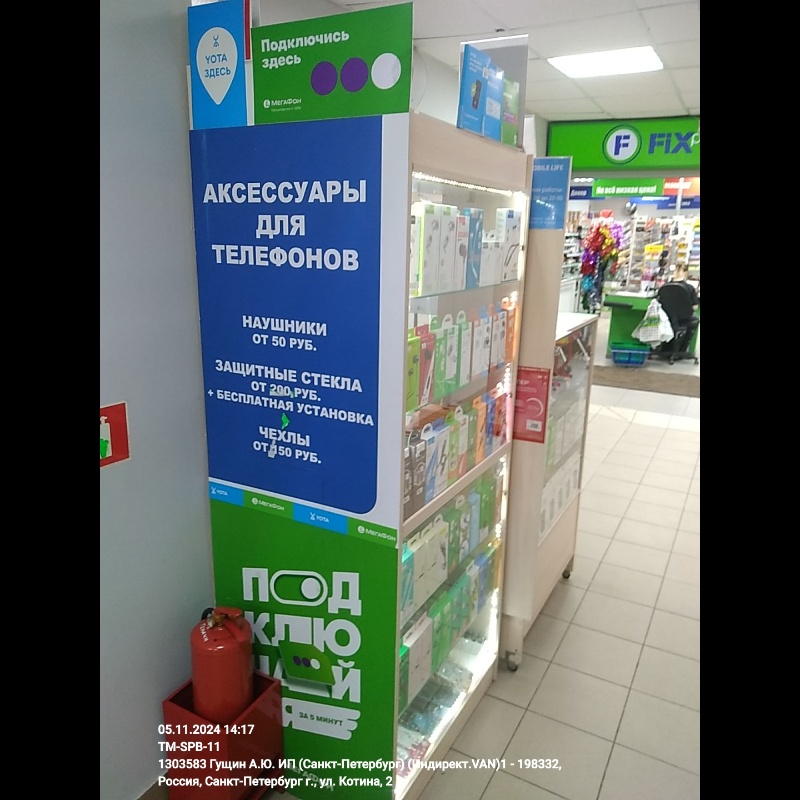 YOTA
ЗДЕСЬ
Подключись
здесь
МегаФон
FiX
АКСЕССУАРЫ
ДЛЯ
ТЕЛЕФОНОВ
НАУШНИКИ
ОТ 50 РУБ.
ЗАЩИТНЫЕ СТЕКЛА
ОТ 200 РУБ.
+ БЕСПЛАТНАЯ УСТАНОВКА
ЧЕХЛЫ
ОТ 150 РУБ.
MOBILE LIFE
YOTA
МегаФон
YOTA
МегаФон
ПОД
КЛЮ
ЗА 5 МИНУТ
05.11.2024 14:17
TM-SPB-11
1303583 Гущин А.Ю. ИП (Санкт-Петербург) (Индирект.VAN)1 - 198332,
Россия, Санкт-Петербург г., ул. Котина, 2